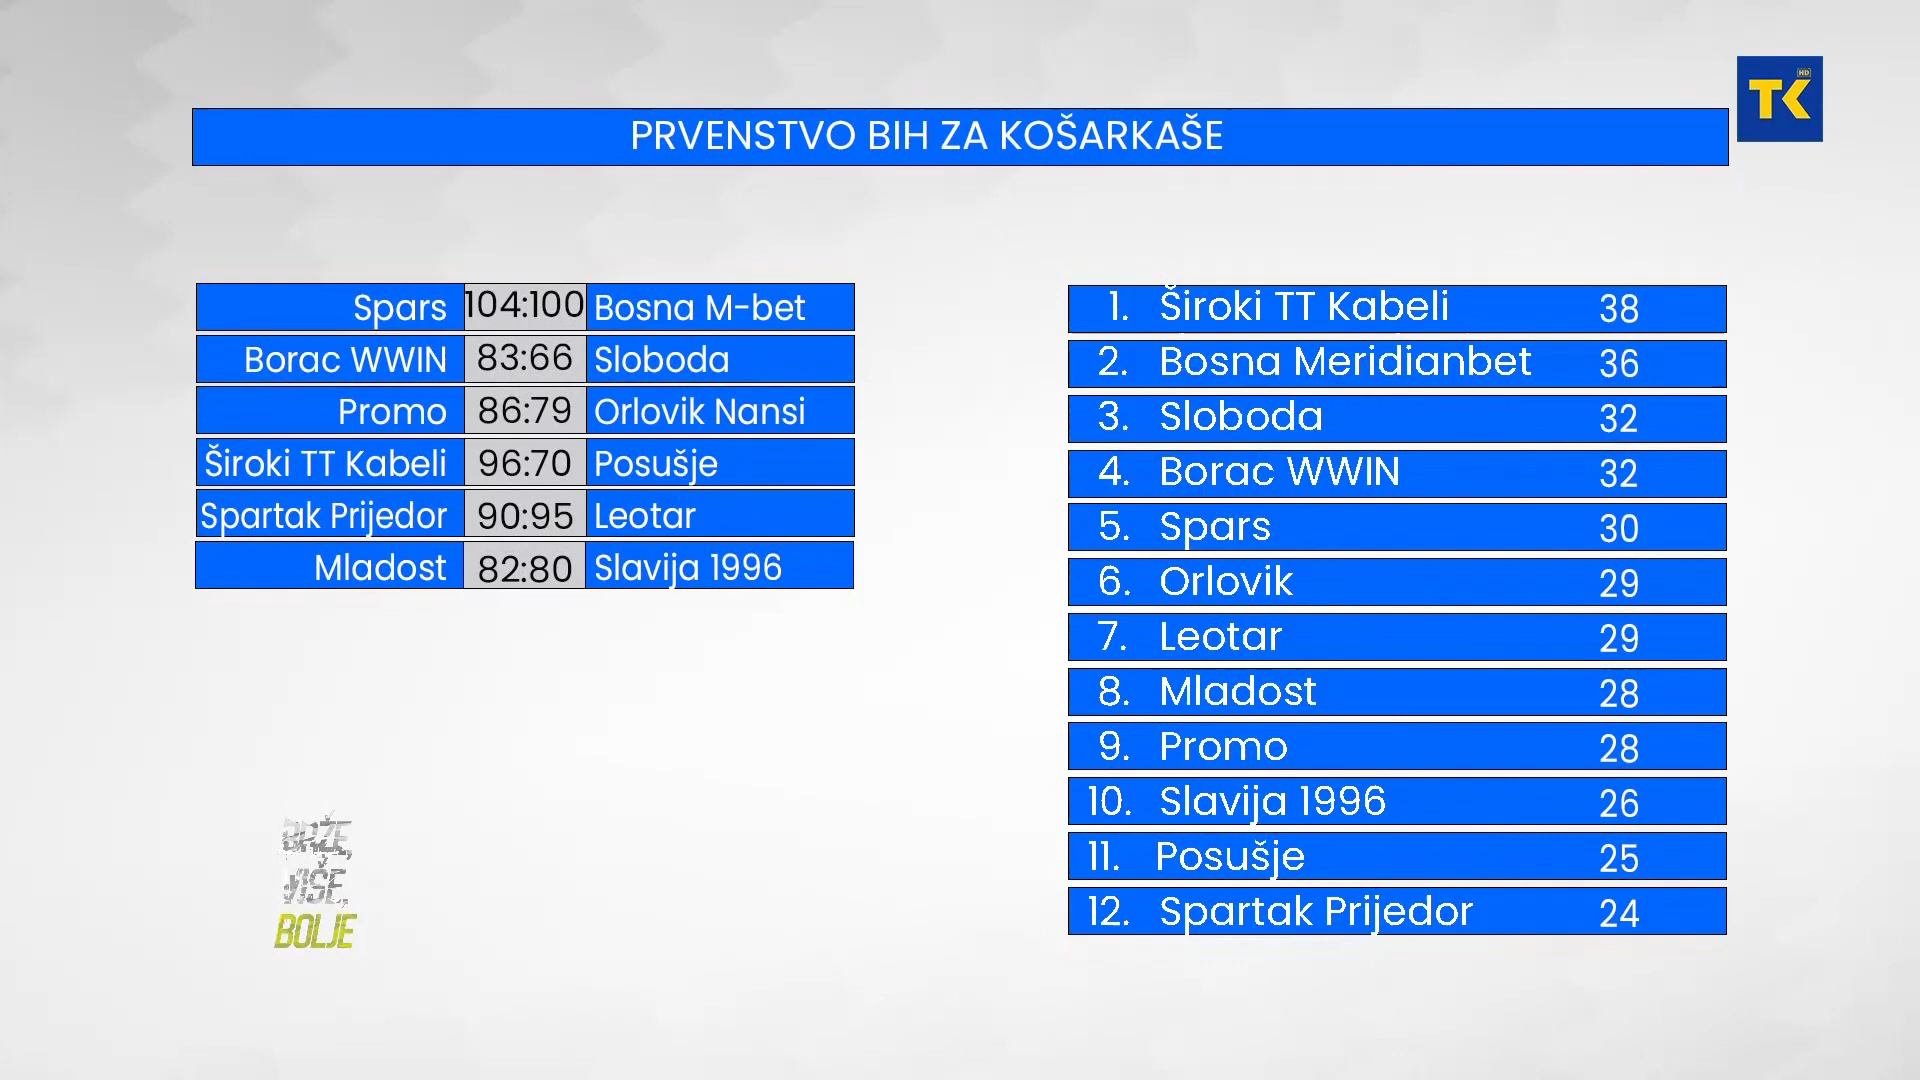 TK HD
PRVENSTVO BIH ZA KOŠARKAŠE
Spars 104:100 Bosna M-bet
Borac WWIN 83:66 Sloboda
Promo 86:79 Orlovik Nansi
Široki TT Kabeli 96:70 Posušje
Spartak Prijedor 90:95 Leotar
Mladost 82:80 Slavija 1996
1. Široki TT Kabeli 38
2. Bosna Meridianbet 36
3. Sloboda 32
4. Borac WWIN 32
5. Spars 30
6. Orlovik 29
7. Leotar 29
8. Mladost 28
9. Promo 28
10. Slavija 1996 26
11. Posušje 25
12. Spartak Prijedor 24
BRŽE,
VIŠE,
BOLJE